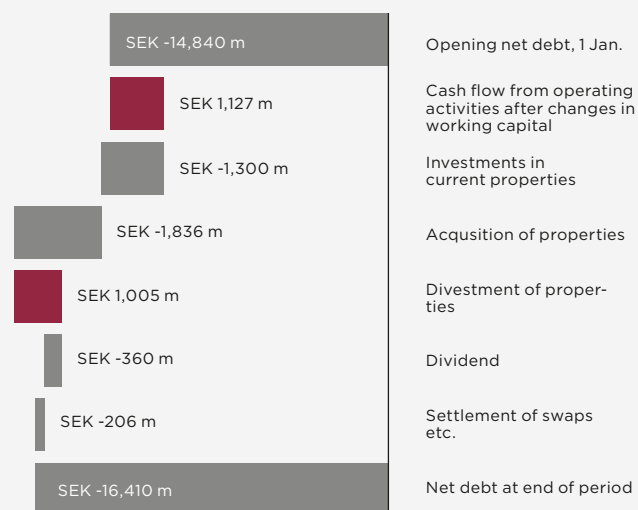 SEK -14,840 m
Opening net debt, 1 Jan.
SEK 1,127 m
Cash flow from operating
activities after changes in
working capital
SEK -1,300 m
Investments in
current properties
SEK -1,836 m
Acqusition of properties
SEK 1,005 m
Divestment of proper-
ties
SEK -360 m
Dividend
SEK -206 m
Settlement of swaps
etc.
SEK -16,410 m
Net debt at end of period